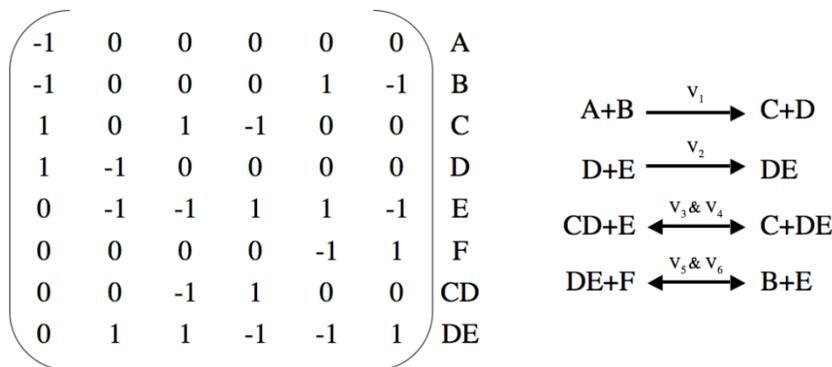 -1 0 0 0 0 0 A
-1 0 0 0 1 -1 B
1 0 1 -1 0 0 C
1 -1 0 0 0 0 D
0 -1 -1 1 1 -1 E
0 0 0 0 -1 1 F
0 0 -1 1 0 0 CD
0 1 1 -1 -1 1 DE
A+B v₁ C+D
D+E v₂ DE
CD+E v₃ & v₄ C+DE
DE+F v₅ & v₆ B+E